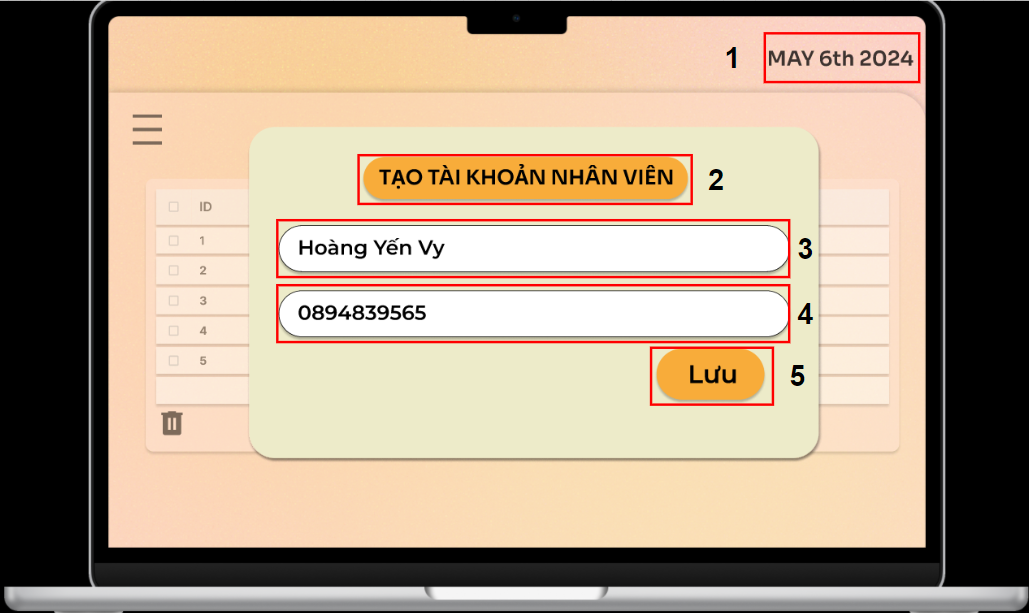 1 MAY 6th 2024
TẠO TÀI KHOẢN NHÂN VIÊN 2
ID
Hoàng Yến Vy 3
1
2
3
4
5
0894839565 4
Lưu 5